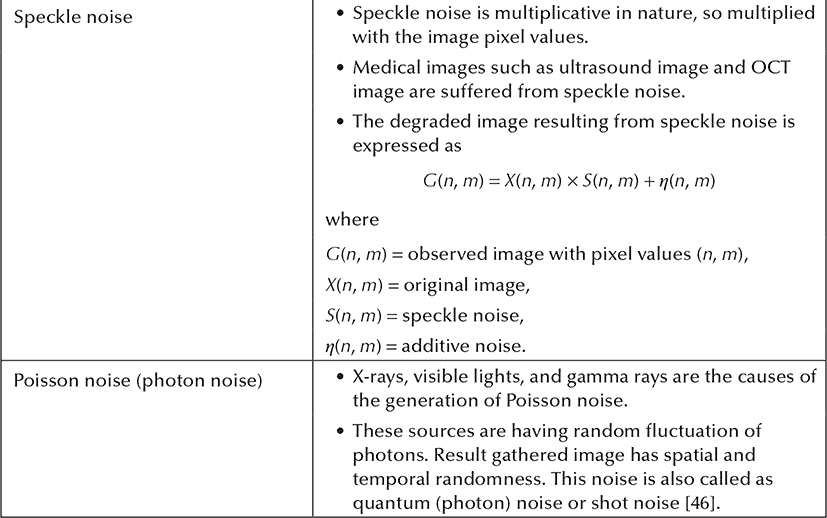 Speckle noise
• Speckle noise is multiplicative in nature, so multiplied
with the image pixel values.
• Medical images such as ultrasound image and OCT
image are suffered from speckle noise.
• The degraded image resulting from speckle noise is
expressed as
G(n, m) = X(n, m) × S(n, m) + η(n, m)
where
G(n, m) = observed image with pixel values (n, m),
X(n, m) = original image,
S(n, m) = speckle noise,
η(n, m) = additive noise.
Poisson noise (photon noise)
• X-rays, visible lights, and gamma rays are the causes of
the generation of Poisson noise.
• These sources are having random fluctuation of
photons. Result gathered image has spatial and
temporal randomness. This noise is also called as
quantum (photon) noise or shot noise [46].